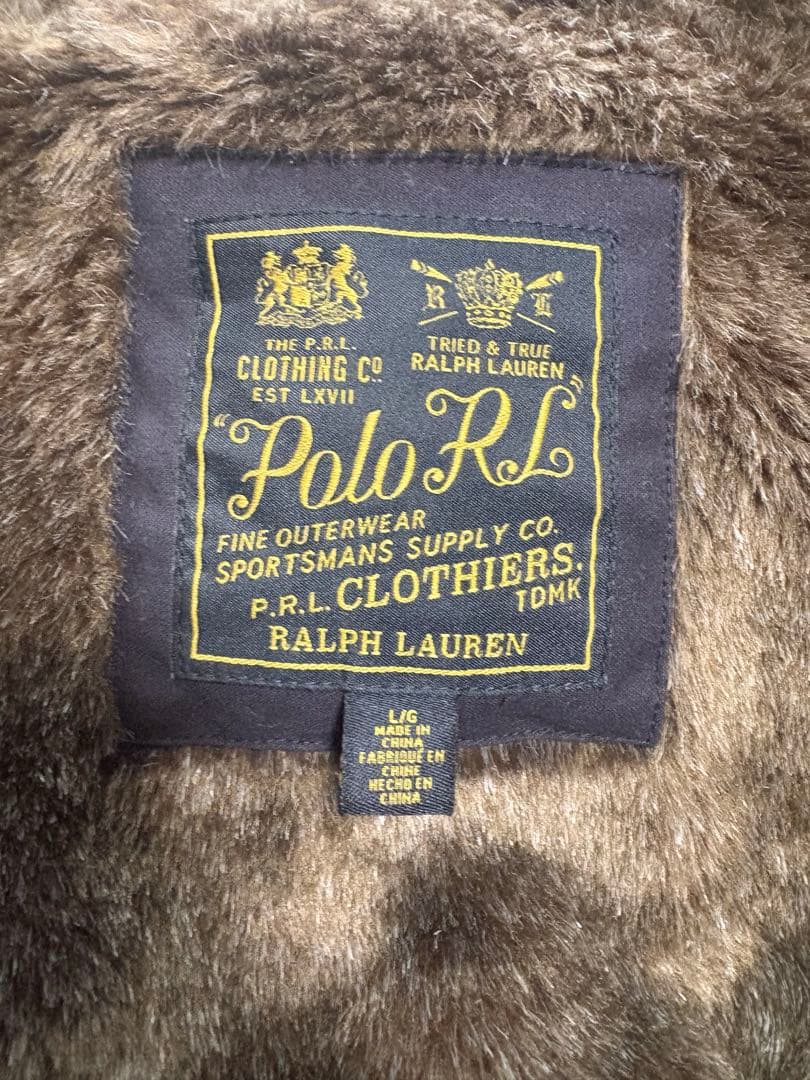 THE P.R.L.
CLOTHING Cº
EST LXVII
R L
TRIED & TRUE
RALPH LAUREN
"Polo RL"
FINE OUTERWEAR
SPORTSMANS SUPPLY CO.
P.R.L. CLOTHIERS.
TDMK
RALPH LAUREN
L/G
MADE IN
CHINA
FABRIQUÉ EN
CHINE
HECHO EN
CHINA